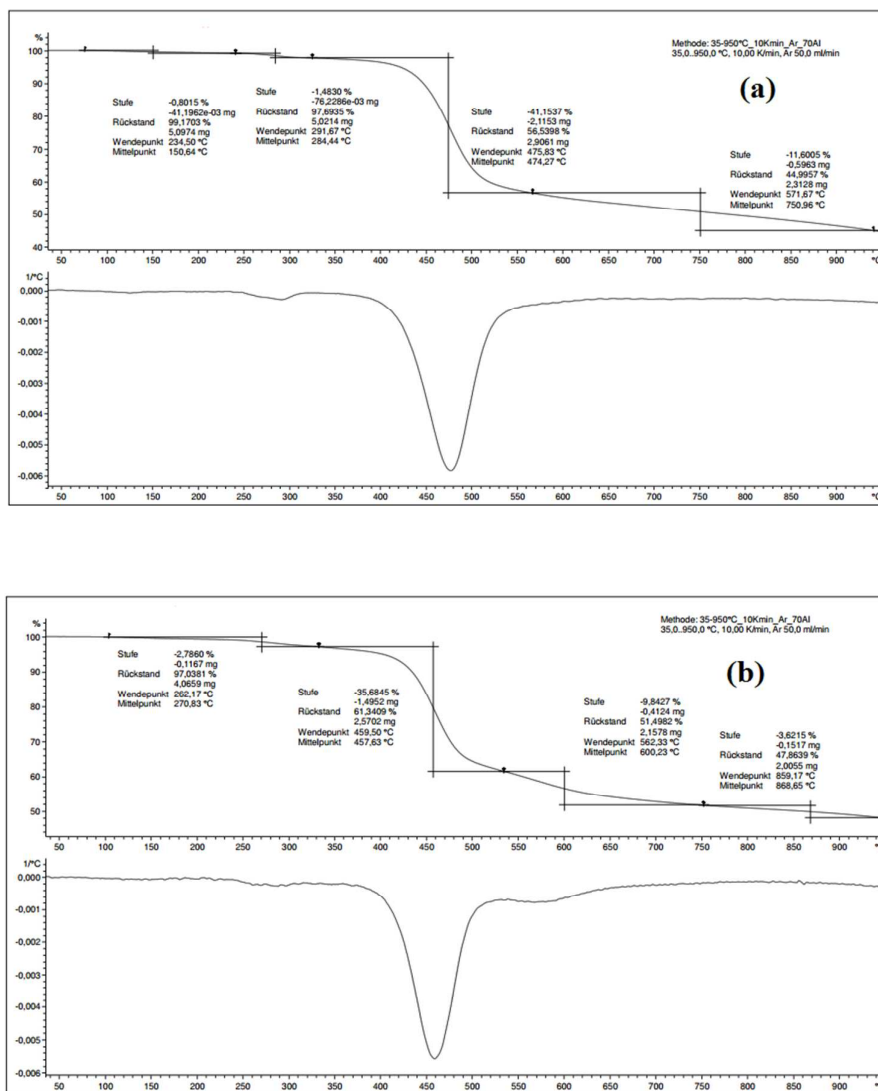 %
100
90
80
70
60
50
40
Methode: 35-950°C_10Kmin_Ar_70Al
35,0..950,0 °C, 10,00 K/min, Ar 50,0 ml/min
(a)
Stufe -0,8015 %
-41,1962e-03 mg
Rückstand 99,1703 %
5,0974 mg
Wendepunkt 234,50 °C
Mittelpunkt 150,64 °C
Stufe -1,4830 %
-76,2286e-03 mg
Rückstand 97,6935 %
5,0214 mg
Wendepunkt 291,67 °C
Mittelpunkt 284,44 °C
Stufe -41,1537 %
-2,1153 mg
Rückstand 56,5398 %
2,9061 mg
Wendepunkt 475,83 °C
Mittelpunkt 474,27 °C
Stufe -11,6005 %
-0,5963 mg
Rückstand 44,9957 %
2,3128 mg
Wendepunkt 571,67 °C
Mittelpunkt 750,96 °C
50 100 150 200 250 300 350 400 450 500 550 600 650 700 750 800 850 900 °C
1/°C
0,000
-0,001
-0,002
-0,003
-0,004
-0,005
-0,006
50 100 150 200 250 300 350 400 450 500 550 600 650 700 750 800 850 900 °C
%
100
90
80
70
60
50
Methode: 35-950°C_10Kmin_Ar_70Al
35,0..950,0 °C, 10,00 K/min, Ar 50,0 ml/min
(b)
Stufe -2,7860 %
-0,1167 mg
Rückstand 97,0381 %
4,0659 mg
Wendepunkt 262,17 °C
Mittelpunkt 270,83 °C
Stufe -35,6845 %
-1,4952 mg
Rückstand 61,3409 %
2,5702 mg
Wendepunkt 459,50 °C
Mittelpunkt 457,63 °C
Stufe -9,8427 %
-0,4124 mg
Rückstand 51,4982 %
2,1578 mg
Wendepunkt 562,33 °C
Mittelpunkt 600,23 °C
Stufe -3,6215 %
-0,1517 mg
Rückstand 47,8639 %
2,0055 mg
Wendepunkt 859,17 °C
Mittelpunkt 868,65 °C
50 100 150 200 250 300 350 400 450 500 550 600 650 700 750 800 850 900
1/°C
0,000
-0,001
-0,002
-0,003
-0,004
-0,005
-0,006
50 100 150 200 250 300 350 400 450 500 550 600 650 700 750 800 850 900